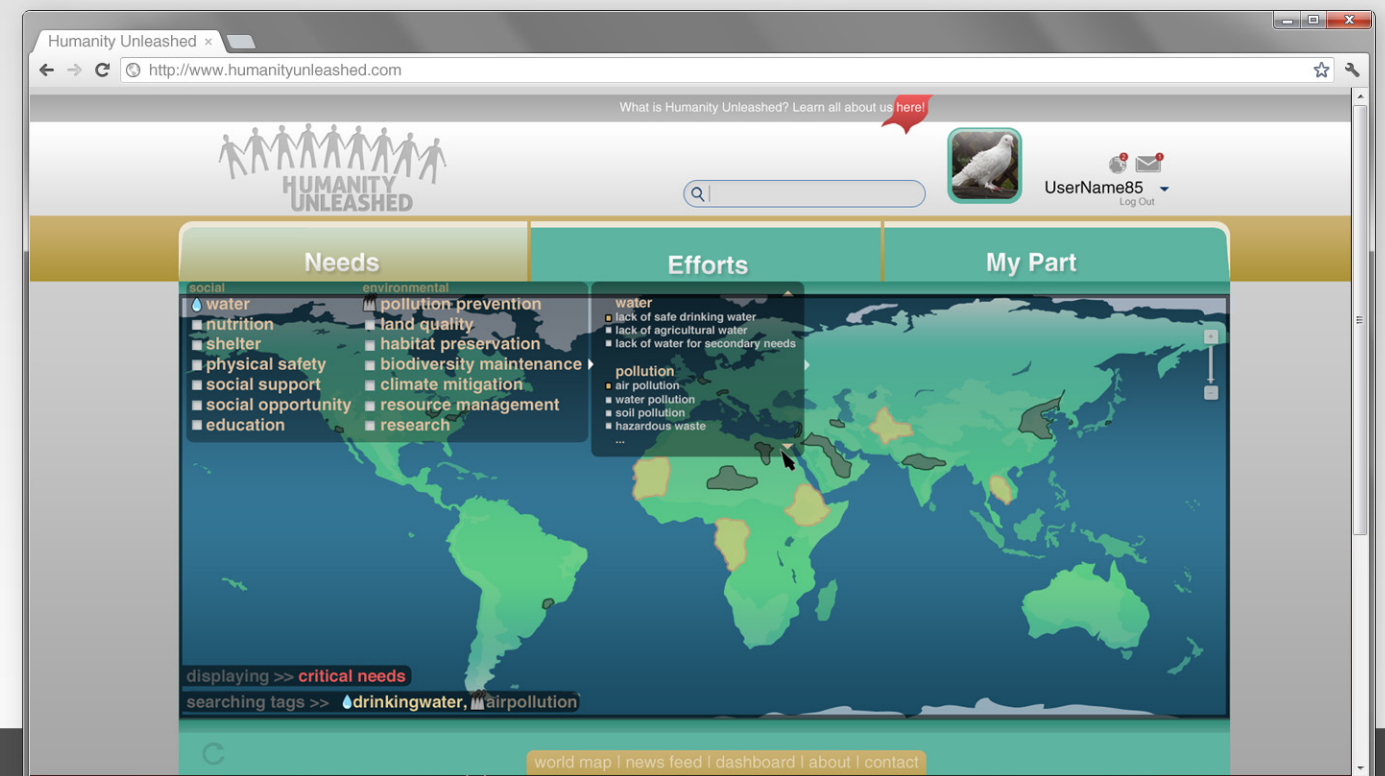 Humanity Unleashed ×
http://www.humanityunleashed.com
What is Humanity Unleashed? Learn all about us here!
HUMANITY
UNLEASHED
2
1
UserName85
Log Out
Needs
Efforts
My Part
social
water
nutrition
shelter
physical safety
social support
social opportunity
education
environmental
pollution prevention
land quality
habitat preservation
biodiversity maintenance
climate mitigation
resource management
research
water
lack of safe drinking water
lack of agricultural water
lack of water for secondary needs
pollution
air pollution
water pollution
soil pollution
hazardous waste
...
displaying >> critical needs
searching tags >> drinkingwater, airpollution
world map | news feed | dashboard | about | contact